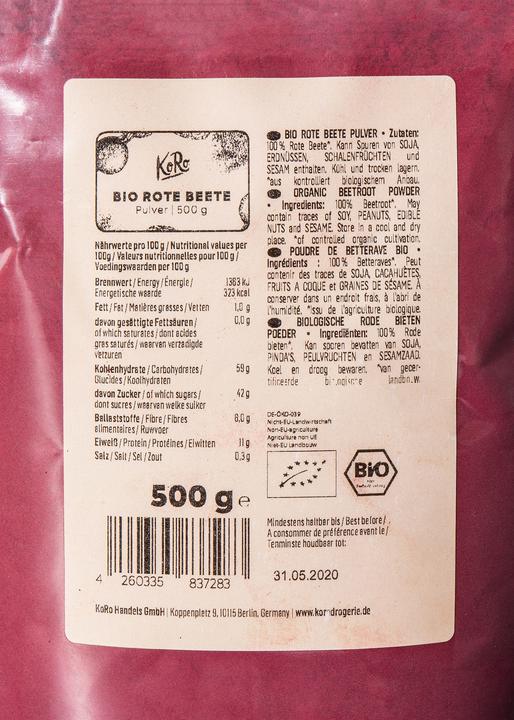 KoRo
BIO ROTE BEETE
Pulver | 500 g
Nährwerte pro 100 g / Nutritional values per
100g / Valeurs nutritionnelles pour 100 g /
Voedingswaarden per 100 g
Brennwert / Energy / Énergie / 1363 kJ
Energetische waarde 323 kcal
Fett / Fat / Matières grasses / Vetten 1,0 g
davon gesättigte Fettsäuren / 0,0 g
of which saturates / dont acides
gras saturés / waarvan verzadigde
vetzuren
Kohlenhydrate / Carbohydrates / 59 g
Glucides / Koolhydraten
davon Zucker / of which sugars / 42 g
dont sucres / waarvan welke suiker
Ballaststoffe / Fibre / Fibres 8,0 g
alimentaires / Ruwvoer
Eiweiß / Protein / Protéines / Eiwitten 11 g
Salz / Salt / Sel / Zout 0,3 g
500 g e
4 260335 837283
BIO ROTE BEETE PULVER • Zutaten:
100 % Rote Beete*. Kann Spuren von SOJA,
ERDNÜSSEN, SCHALENFRÜCHTEN und
SESAM enthalten. Kühl und trocken lagern.
*aus kontrolliert biologischem Anbau.
ORGANIC BEETROOT POWDER
• Ingredients: 100% Beetroot*. May
contain traces of SOY, PEANUTS, EDIBLE
NUTS and SESAME. Store in a cool and dry
place. *of controlled organic cultivation.
POUDRE DE BETTERAVE BIO •
Ingrédients : 100% Betteraves*. Peut
contenir des traces de SOJA, CACAHUÈTES,
FRUITS A COQUE et GRAINES DE SÉSAME. À
conserver dans un endroit frais, à l'abri de
l'humidité. *issu de l'agriculture biologique.
BIOLOGISCHE RODE BIETEN
POEDER • Ingrediënten: 100% Rode
bieten*. Kan sporen bevatten van SOJA,
PINDA'S, PEULVRUCHTEN en SESAMZAAD.
Koel en droog bewaren. *van gecer-
tificeerde biologische landbouw.
DE-ÖKO-039
Nicht-EU-Landwirtschaft
Non-EU-agriculture
Agriculture non UE
Niet-EU Landbouw
BIO
Mindestens haltbar bis / Best before / .
A consommer de préférence avant le /
Tenminste houdbaar tot:
31.05.2020
KoRo Handels GmbH | Koppenplatz 9, 10115 Berlin, Germany | www.korodrogerie.de